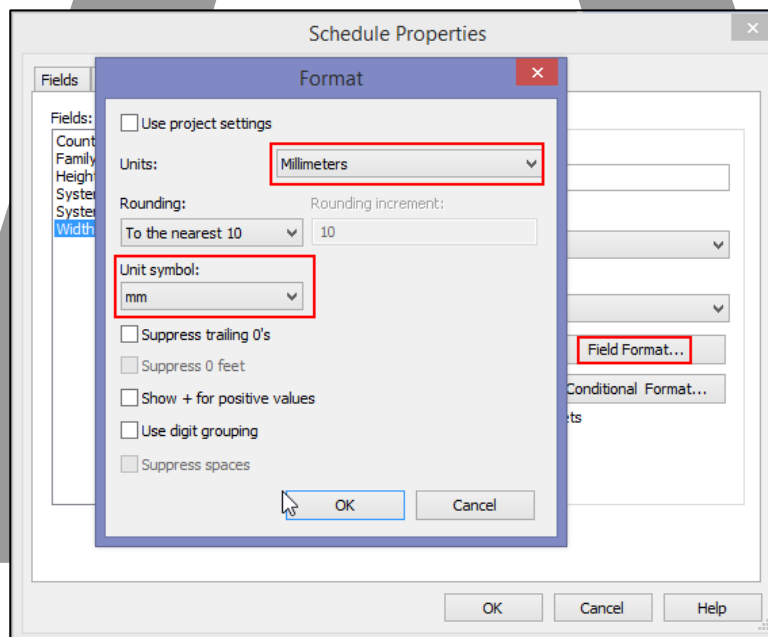 Schedule Properties
Fields
Format
Fields:
Count
Family
Height
System
System
Width
Use project settings
Units:
Millimeters
Rounding:
Rounding increment:
To the nearest 10
10
Unit symbol:
mm
Suppress trailing 0's
Suppress 0 feet
Show + for positive values
Use digit grouping
Suppress spaces
OK
Cancel
Field Format...
Conditional Format...
ets
OK
Cancel
Help